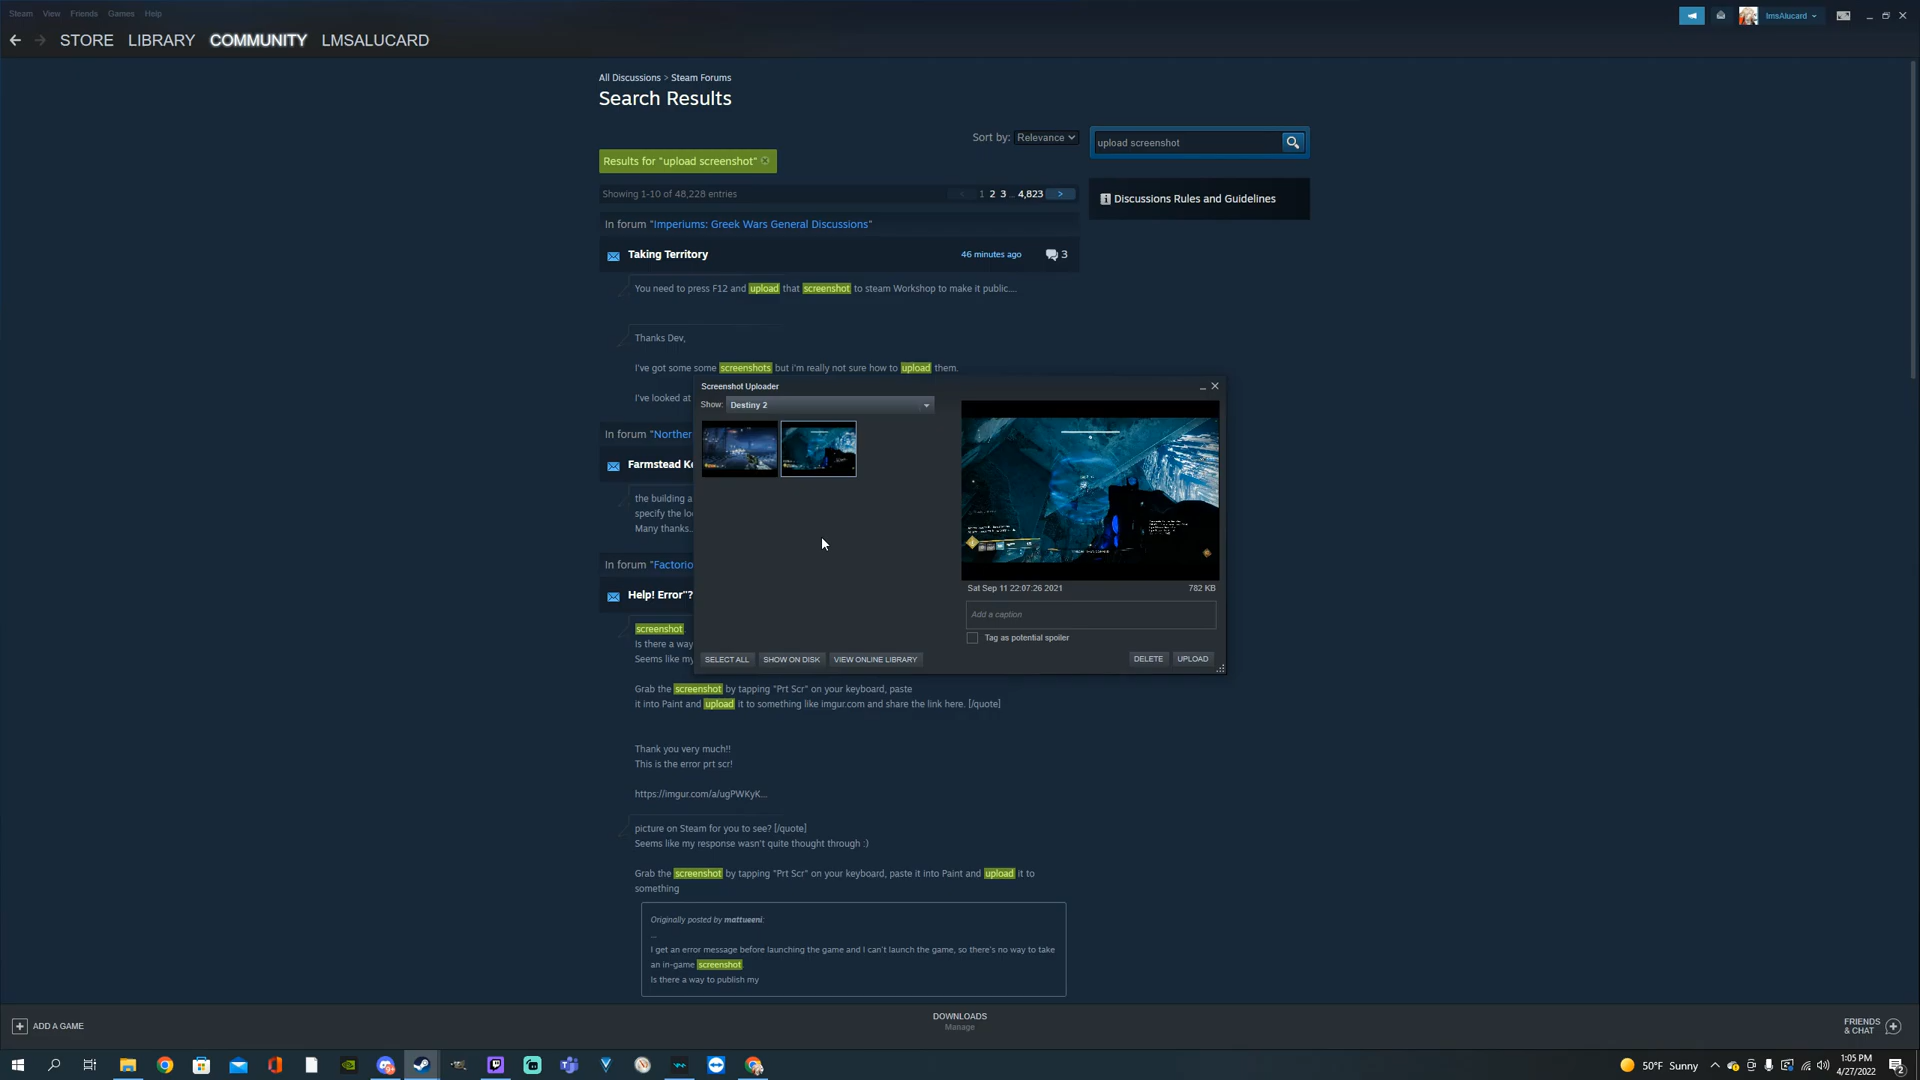 Steam View Friends Games Help
lmsAlucard
STORE LIBRARY COMMUNITY LMSALUCARD
All Discussions > Steam Forums
Search Results
Sort by: Relevance
upload screenshot
Results for "upload screenshot"
Showing 1-10 of 48,228 entries
< 1 2 3 ... 4,823 >
Discussions Rules and Guidelines
In forum "Imperiums: Greek Wars General Discussions"
Taking Territory 46 minutes ago 3
You need to press F12 and upload that screenshot to steam Workshop to make it public....
Thanks Dev,
I've got some some screenshots but i'm really not sure how to upload them.
I've looked at
In forum "Norther
Farmstead Ke
the building a
specify the lo
Many thanks..
In forum "Factorio
Help! Error"?
screenshot
Is there a way
Seems like my
Screenshot Uploader
Show: Destiny 2
Sat Sep 11 22:07:26 2021 782 KB
Add a caption
Tag as potential spoiler
SELECT ALL SHOW ON DISK VIEW ONLINE LIBRARY DELETE UPLOAD
Grab the screenshot by tapping "Prt Scr" on your keyboard, paste
it into Paint and upload it to something like imgur.com and share the link here. [/quote]
Thank you very much!!
This is the error prt scr!
https://imgur.com/a/ugPWKyK...
picture on Steam for you to see? [/quote]
Seems like my response wasn't quite thought through :)
Grab the screenshot by tapping "Prt Scr" on your keyboard, paste it into Paint and upload it to
something
Originally posted by mattueeni:
...
I get an error message before launching the game and I can't launch the game, so there's no way to take
an in-game screenshot
Is there a way to publish my
ADD A GAME
DOWNLOADS
Manage
FRIENDS
& CHAT
50°F Sunny
1:05 PM
4/27/2022
2